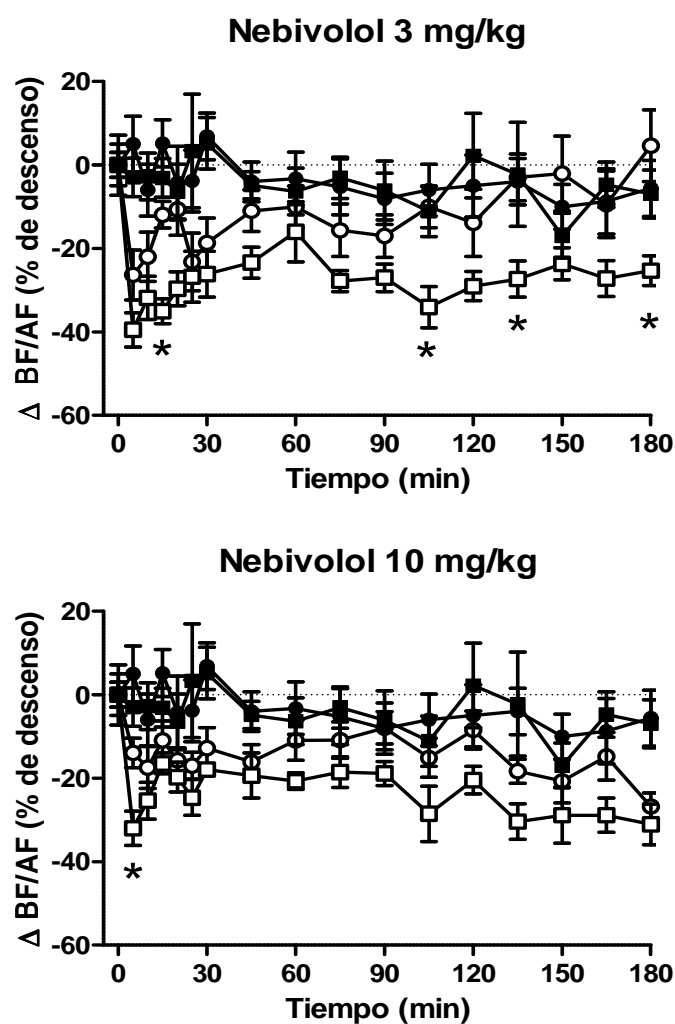 Nebivolol 3 mg/kg
Δ BF/AF (% de descenso)
20
0
-20
-40
-60
* * * *
0 30 60 90 120 150 180
Tiempo (min)
Nebivolol 10 mg/kg
Δ BF/AF (% de descenso)
20
0
-20
-40
-60
*
0 30 60 90 120 150 180
Tiempo (min)